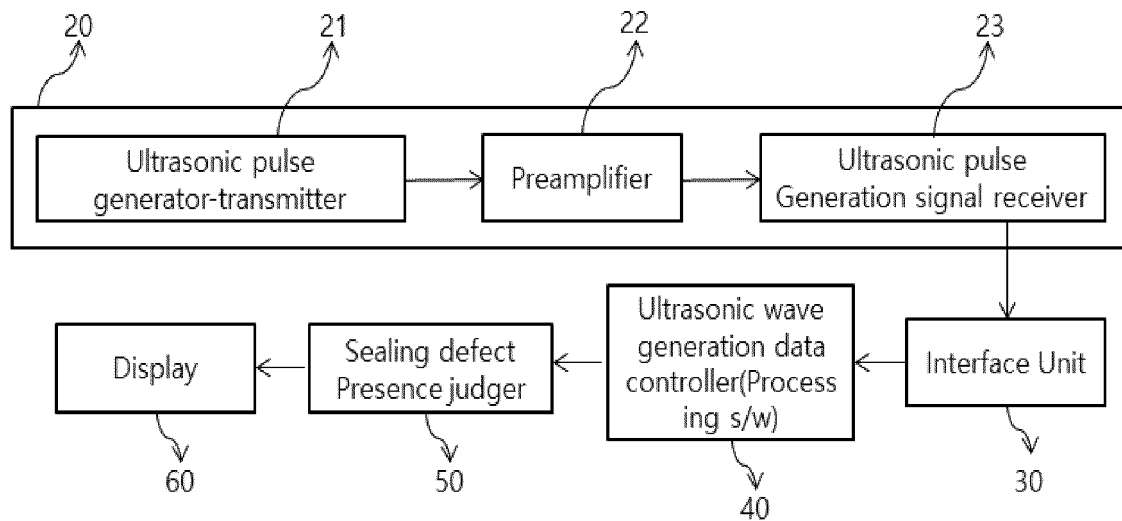 20
21
22
23
Ultrasonic pulse
generator-transmitter
Preamplifier
Ultrasonic pulse
Generation signal receiver
Display
Sealing defect
Presence judger
Ultrasonic wave
generation data
controller(Process
ing s/w)
Interface Unit
60
50
40
30